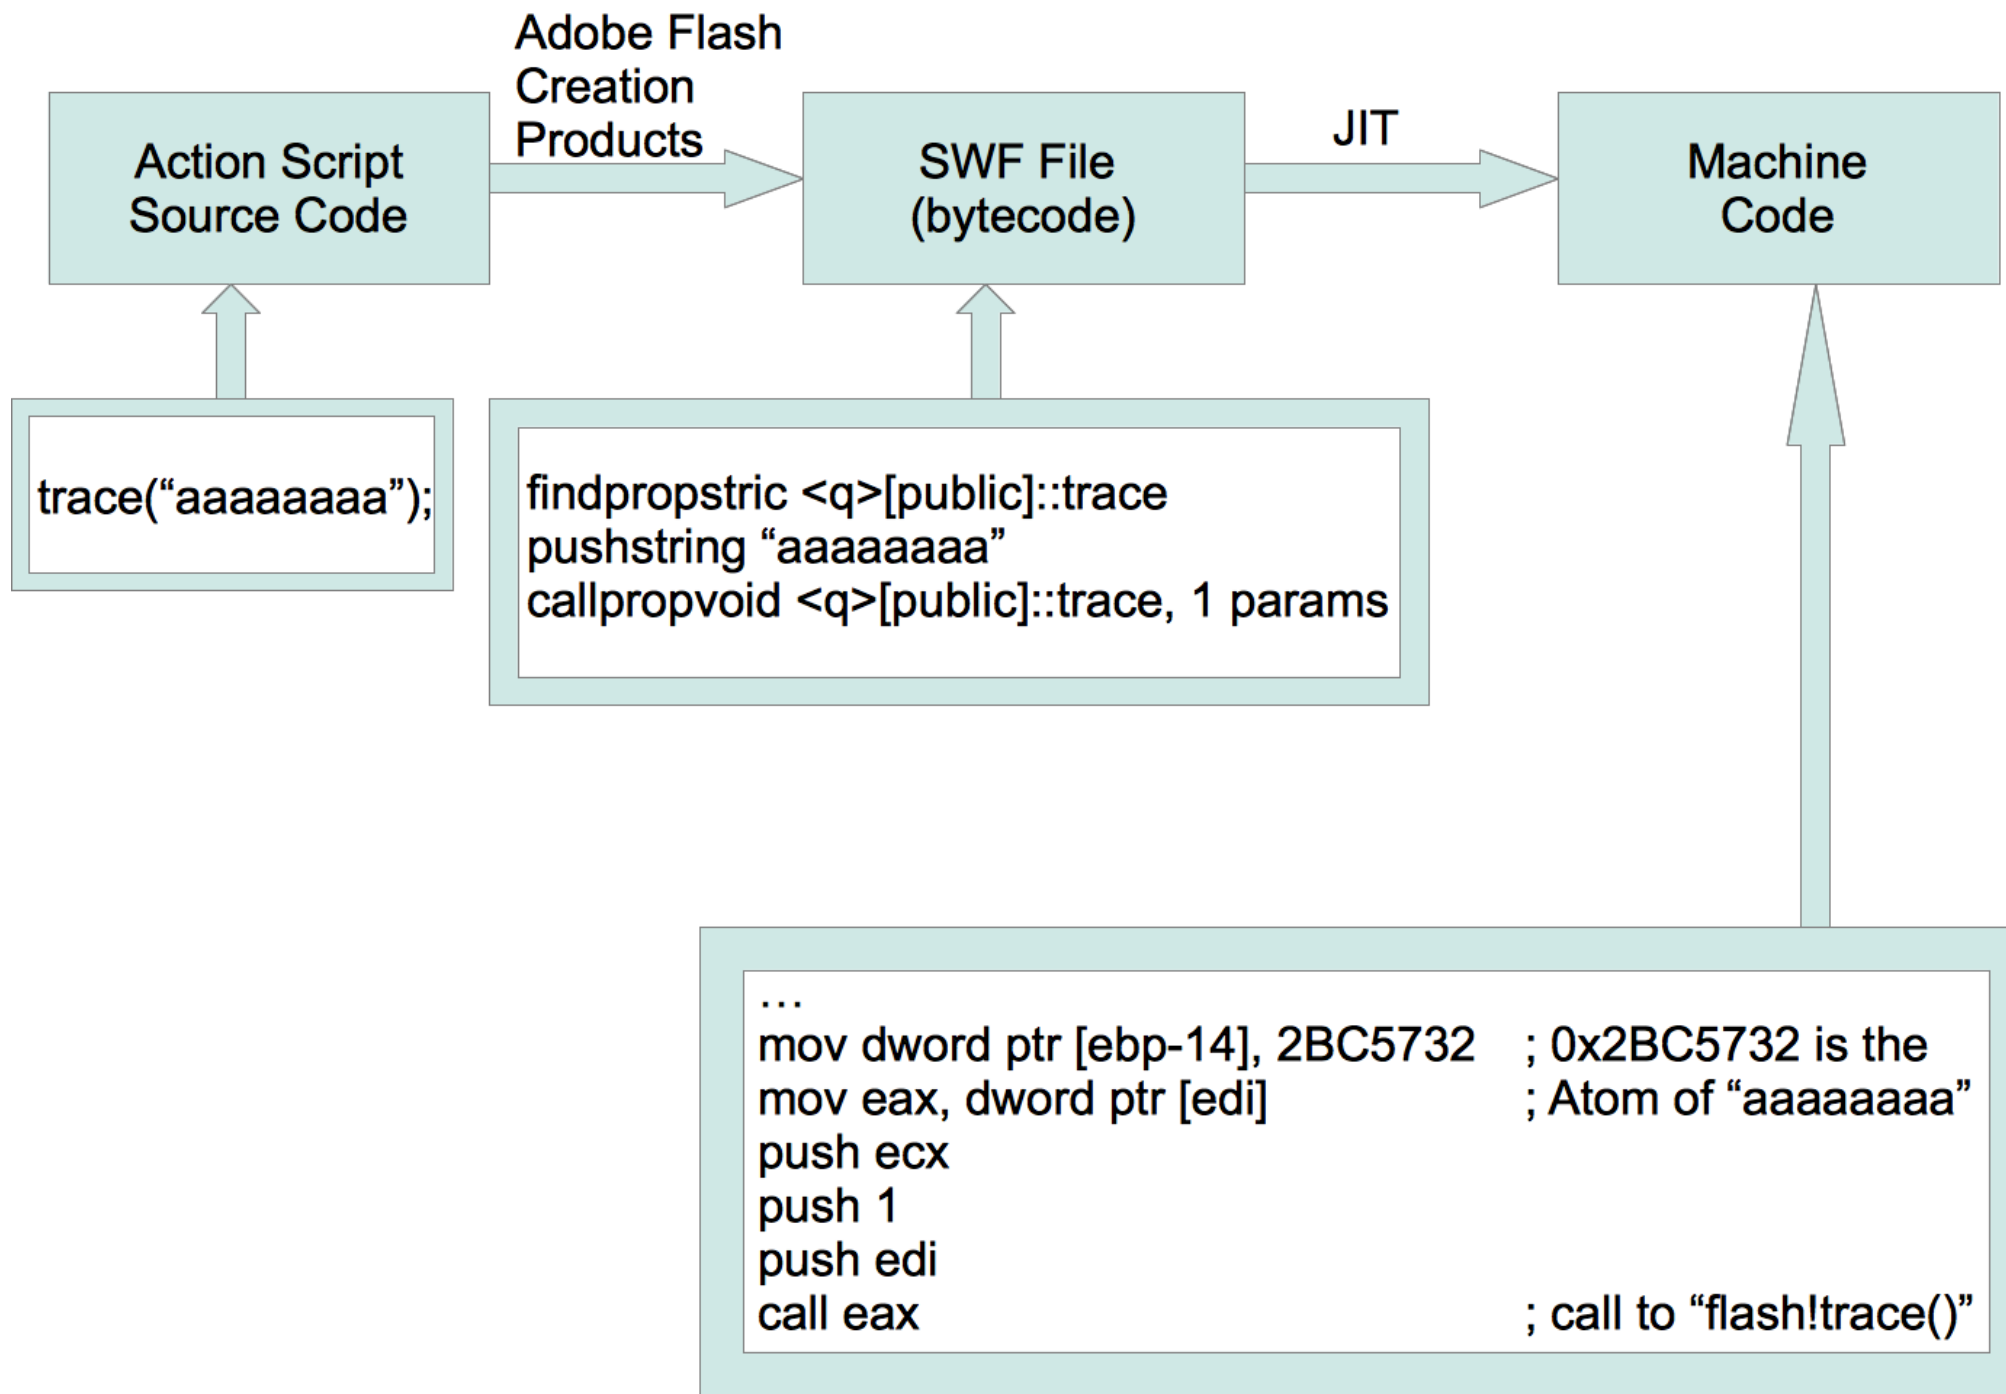 Adobe Flash
Creation
Products
Action Script
Source Code
SWF File
(bytecode)
JIT
Machine
Code
trace(“aaaaaaaa”);
findpropstric <q>[public]::trace
pushstring “aaaaaaaa”
callpropvoid <q>[public]::trace, 1 params
…
mov dword ptr [ebp-14], 2BC5732 ; 0x2BC5732 is the
mov eax, dword ptr [edi] ; Atom of “aaaaaaaa”
push ecx
push 1
push edi
call eax ; call to “flash!trace()”